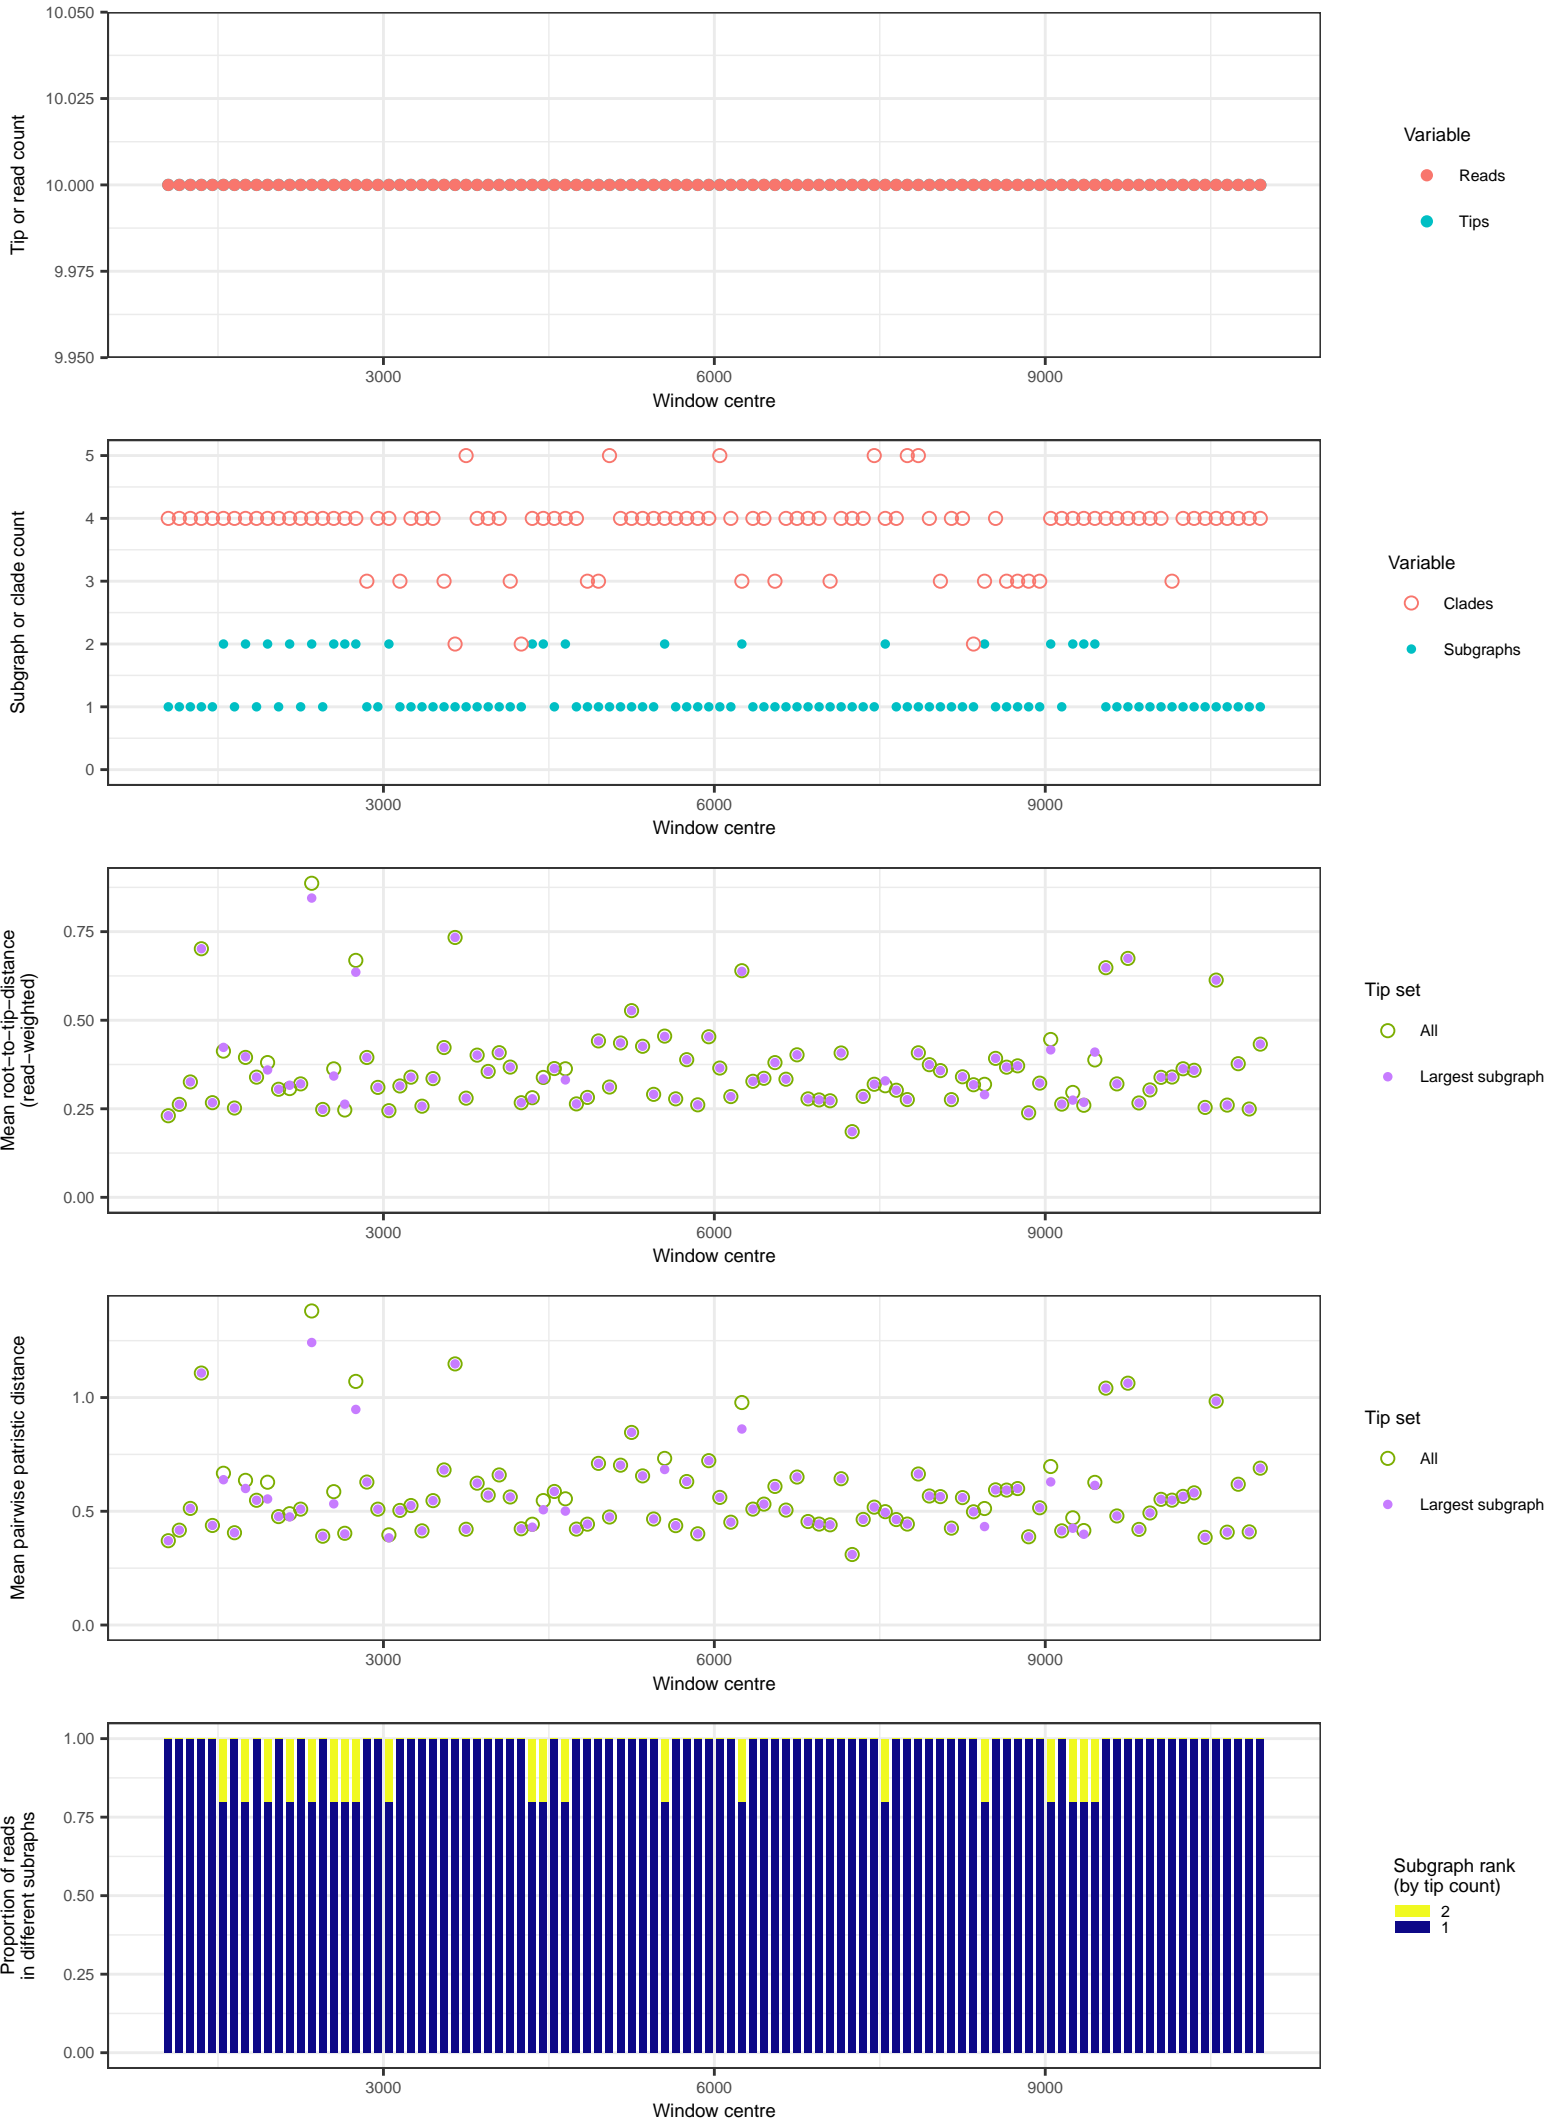 10.050
10.025
10.000
9.975
9.950
Tip or read count
3000 6000 9000
Window centre
Variable
Reads
Tips
5
4
3
2
1
0
Subgraph or clade count
3000 6000 9000
Window centre
Variable
Clades
Subgraphs
0.75
0.50
0.25
0.00
Mean root−to−tip−distance
(read−weighted)
3000 6000 9000
Window centre
Tip set
All
Largest subgraph
1.0
0.5
0.0
Mean pairwise patristic distance
3000 6000 9000
Window centre
Tip set
All
Largest subgraph
1.00
0.75
0.50
0.25
0.00
Proportion of reads
in different subraphs
3000 6000 9000
Window centre
Subgraph rank
(by tip count)
2
1